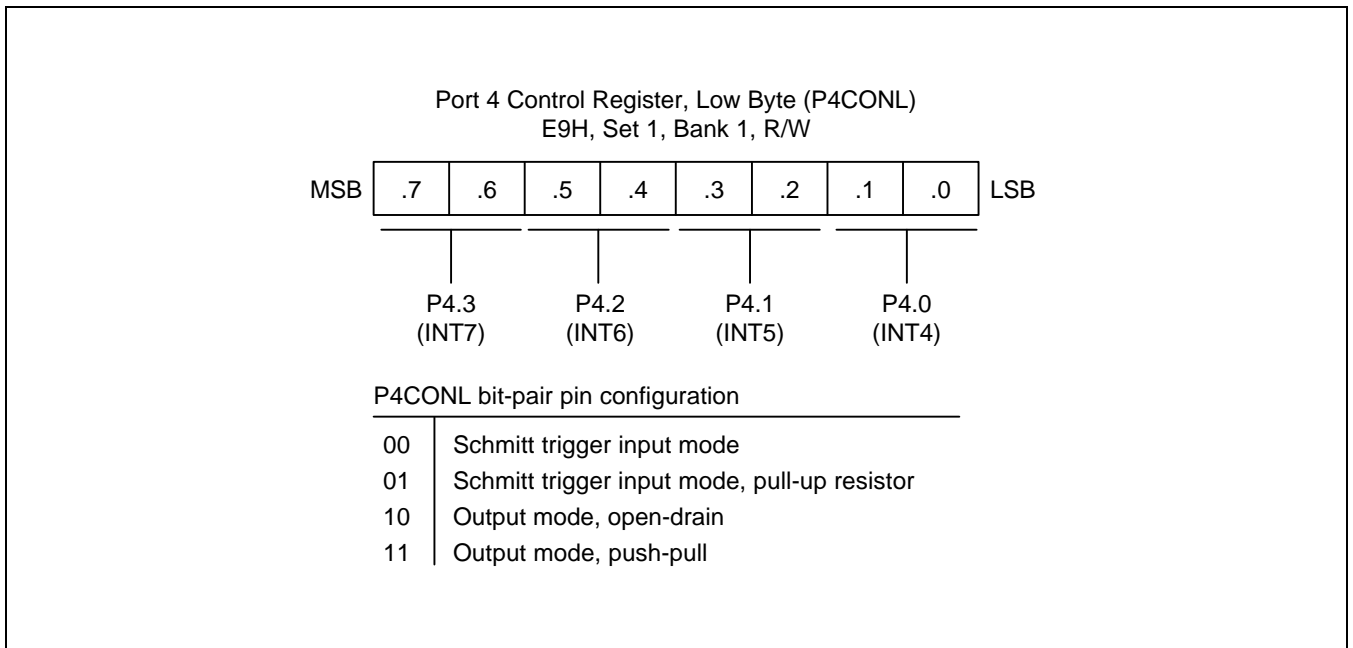 Port 4 Control Register, Low Byte (P4CONL)
E9H, Set 1, Bank 1, R/W
MSB .7 .6 .5 .4 .3 .2 .1 .0 LSB
P4.3 P4.2 P4.1 P4.0
(INT7) (INT6) (INT5) (INT4)
P4CONL bit-pair pin configuration
00 Schmitt trigger input mode
01 Schmitt trigger input mode, pull-up resistor
10 Output mode, open-drain
11 Output mode, push-pull